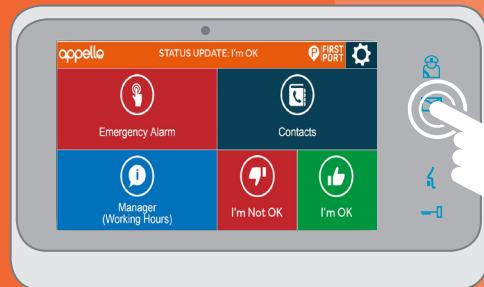 appello
STATUS UPDATE: I'm OK
FIRST
PORT
Emergency Alarm
Contacts
Manager
(Working Hours)
I'm Not OK
I'm OK